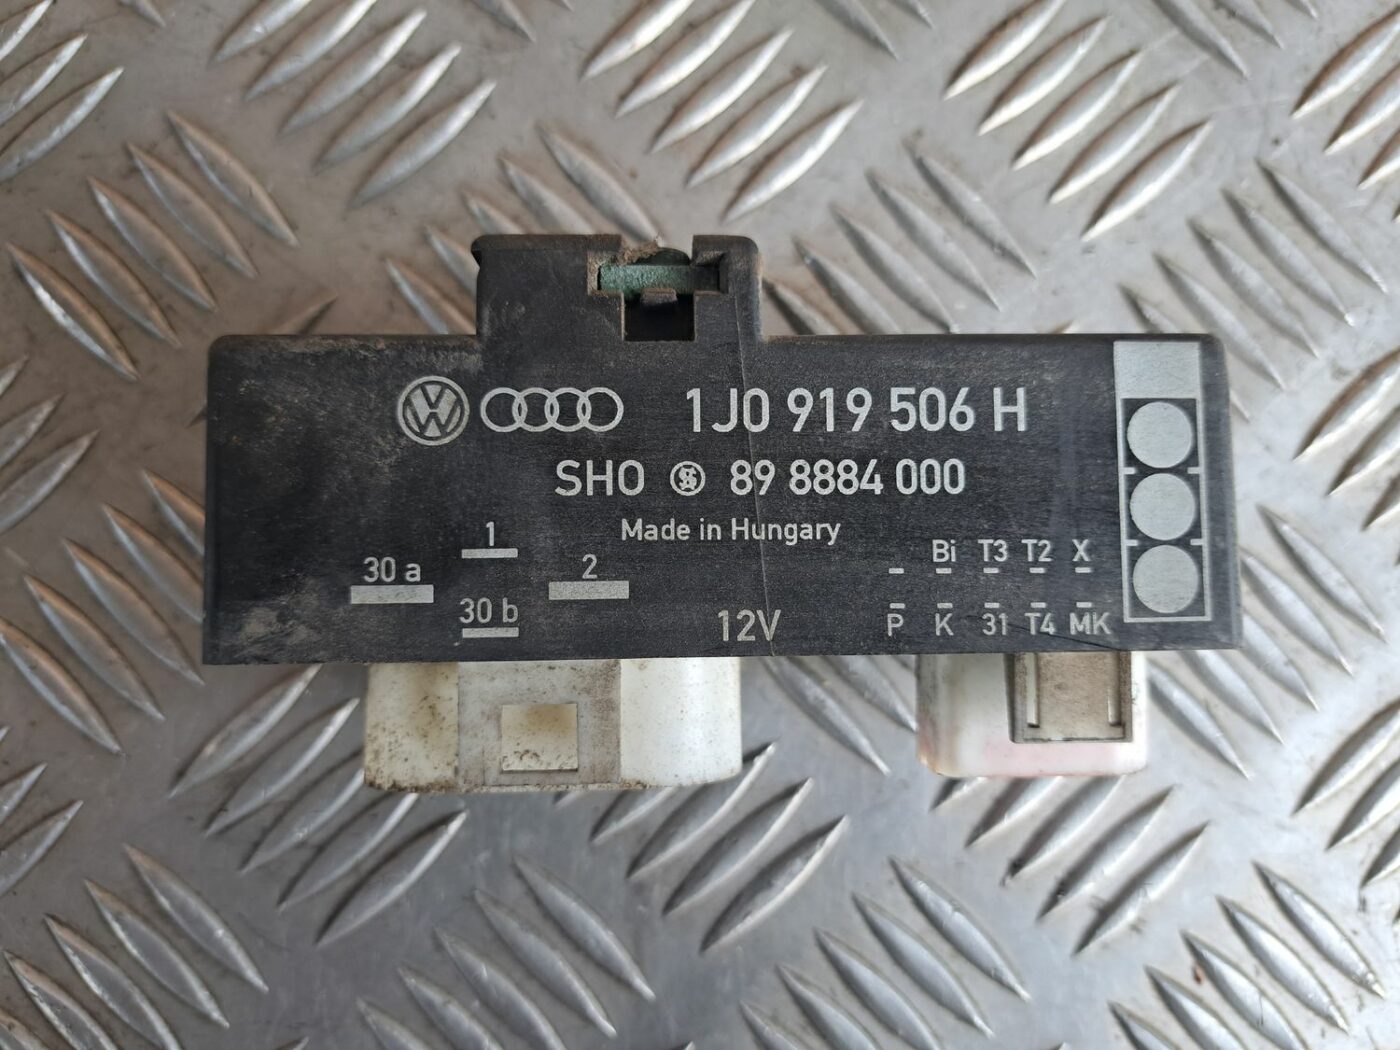 1J0 919 506 H
SHO 89 8884 000
Made in Hungary
1
30 a
2
30 b
12V
Bi T3 T2 X
P K 31 T4 MK